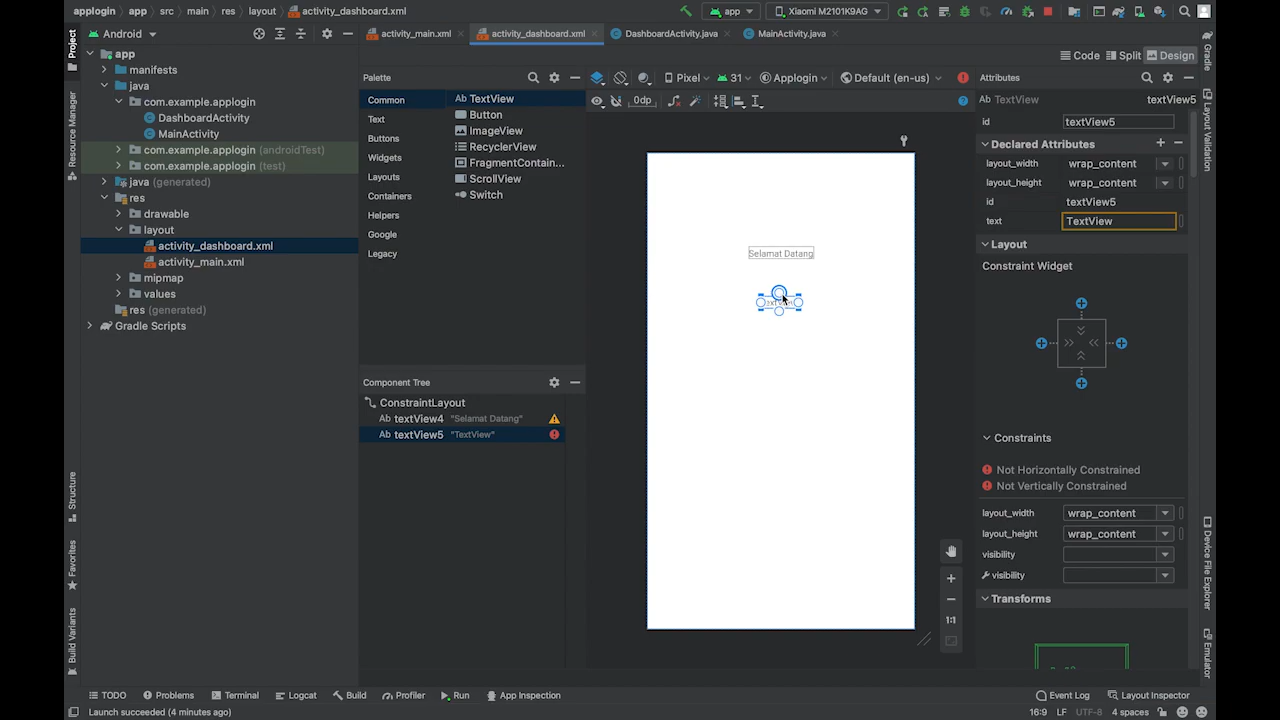 applogin app src main res layout activity_dashboard.xml app Xiaomi M2101K9AG
Android activity_main.xml activity_dashboard.xml DashboardActivity.java MainActivity.java
Code Split Design
Project
Resource Manager
Structure
Favorites
Build Variants
app
manifests
java
com.example.applogin
DashboardActivity
MainActivity
com.example.applogin (androidTest)
com.example.applogin (test)
java (generated)
res
drawable
layout
activity_dashboard.xml
activity_main.xml
mipmap
values
res (generated)
Gradle Scripts
Palette
Common
Text
Buttons
Widgets
Layouts
Containers
Helpers
Google
Legacy
Ab TextView
Button
ImageView
RecyclerView
FragmentContain...
ScrollView
Switch
Component Tree
ConstraintLayout
Ab textView4 "Selamat Datang"
Ab textView5 "TextView"
Pixel 31 Applogin Default (en-us)
0dp
Selamat Datang
1:1
Attributes
Ab TextView textView5
id textView5
Declared Attributes
layout_width wrap_content
layout_height wrap_content
id textView5
text TextView
Layout
Constraint Widget
Constraints
Not Horizontally Constrained
Not Vertically Constrained
layout_width wrap_content
layout_height wrap_content
visibility
visibility
Transforms
Gradle
Layout Validation
Device File Explorer
Emulator
TODO Problems Terminal Logcat Build Profiler Run App Inspection Event Log Layout Inspector
Launch succeeded (4 minutes ago) 16:9 LF UTF-8 4 spaces